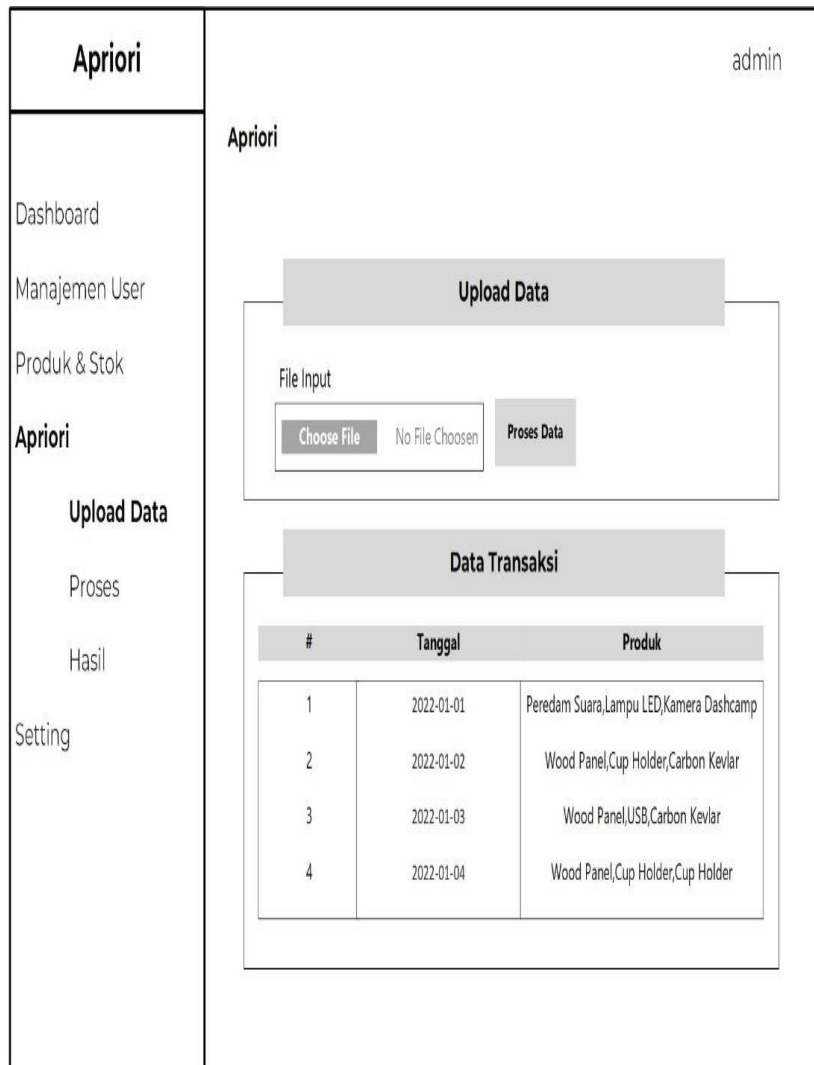 Apriori
admin
Apriori
Dashboard
Manajemen User
Produk & Stok
Apriori
Upload Data
Proses
Hasil
Setting
Upload Data
File Input
Choose File No File Choosen Proses Data
Data Transaksi
# Tanggal Produk
1 2022-01-01 Peredam Suara,Lampu LED,Kamera Dashcamp
2 2022-01-02 Wood Panel,Cup Holder,Carbon Kevlar
3 2022-01-03 Wood Panel,USB,Carbon Kevlar
4 2022-01-04 Wood Panel,Cup Holder,Cup Holder